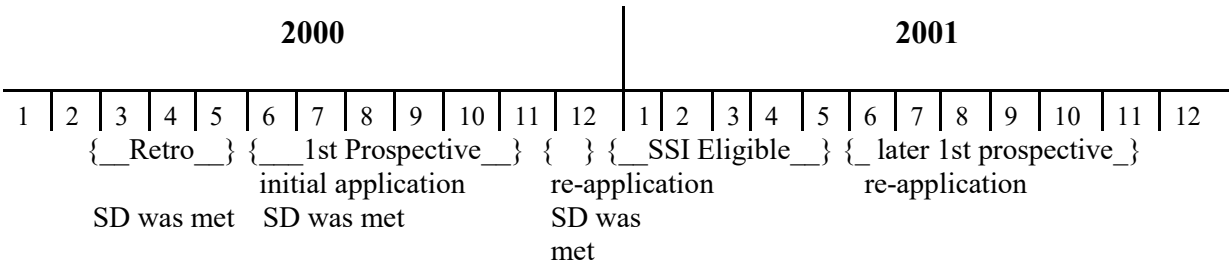 2000 2001
1 2 3 4 5 6 7 8 9 10 11 12 1 2 3 4 5 6 7 8 9 10 11 12
{__Retro__} {___1st Prospective__} { } {__SSI Eligible__} {_ later 1st prospective_}
initial application re-application re-application
SD was met SD was met SD was
met